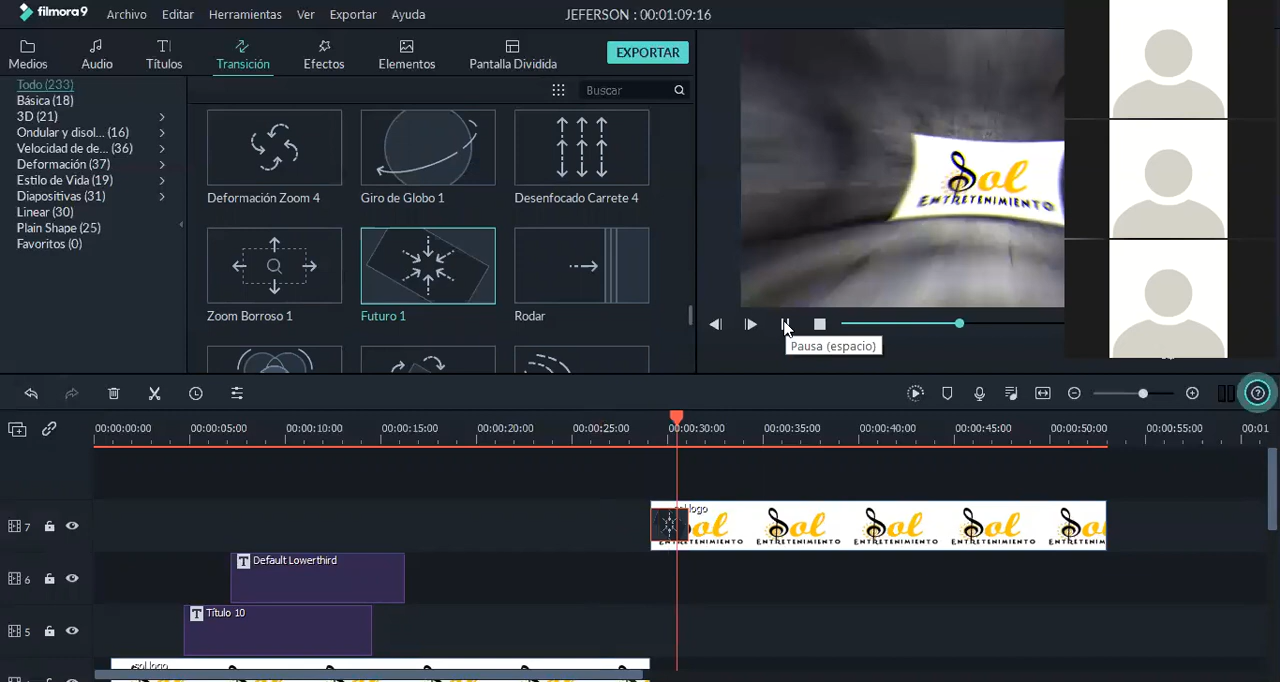 filmora9 Archivo Editar Herramientas Ver Exportar Ayuda JEFERSON : 00:01:09:16
Medios Audio Títulos Transición Efectos Elementos Pantalla Dividida EXPORTAR
Todo (233)
Básica (18)
3D (21)
Ondular y disol... (16)
Velocidad de de... (36)
Deformación (37)
Estilo de Vida (19)
Diapositivas (31)
Linear (30)
Plain Shape (25)
Favoritos (0)
Buscar
Deformación Zoom 4 Giro de Globo 1 Desenfocado Carrete 4
Zoom Borroso 1 Futuro 1 Rodar
Sol
ENTRETENIMIENTO
Pausa (espacio)
00:00:00:00 00:00:05:00 00:00:10:00 00:00:15:00 00:00:20:00 00:00:25:00 00:00:30:00 00:00:35:00 00:00:40:00 00:00:45:00 00:00:50:00 00:00:55:00 00:01
7
sol logo
Sol Sol Sol Sol
ENTRETENIMIENTO ENTRETENIMIENTO ENTRETENIMIENTO
6
T Default Lowerthird
5
T Título 10
sol logo